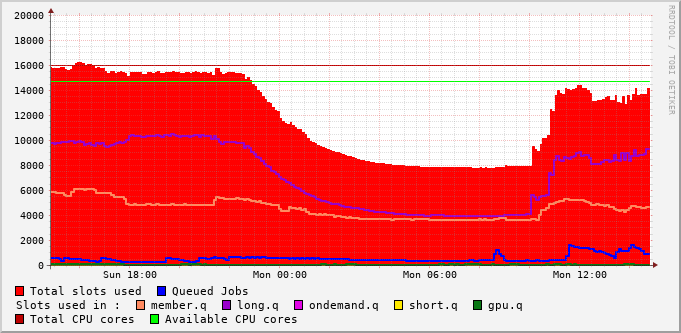 RRDTOOL / TOBI OETIKER
20000
18000
16000
14000
12000
10000
8000
6000
4000
2000
0
Sun 18:00 Mon 00:00 Mon 06:00 Mon 12:00
Total slots used Queued Jobs
Slots used in : member.q long.q ondemand.q short.q gpu.q
Total CPU cores Available CPU cores